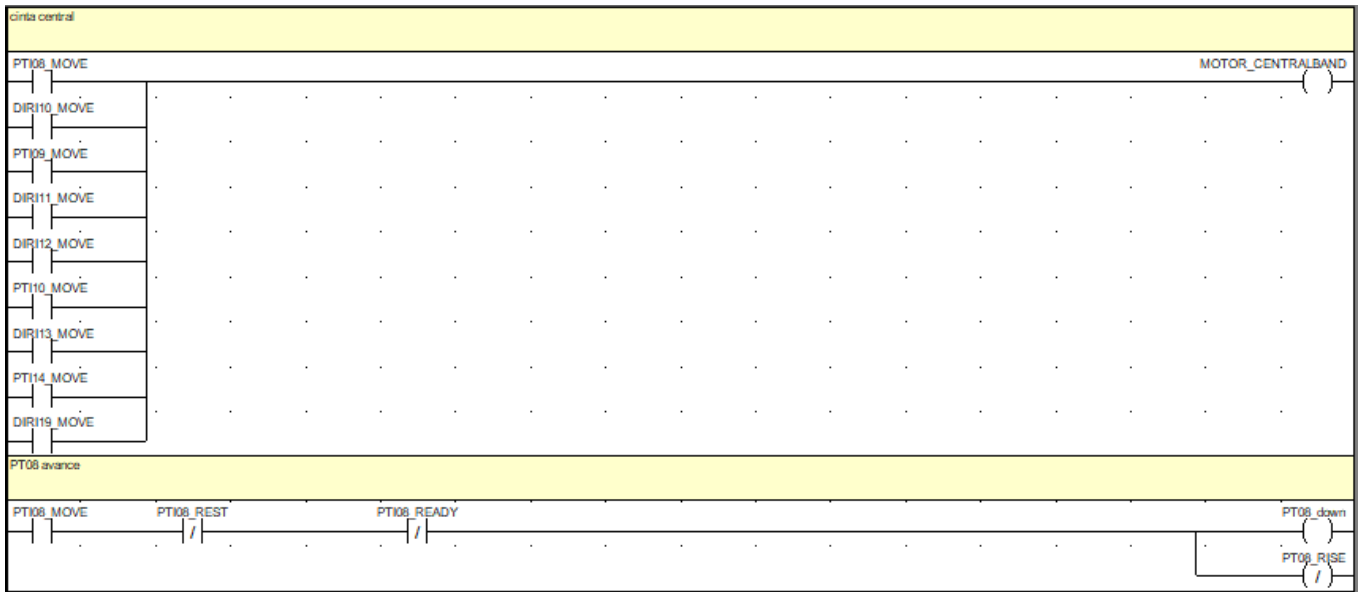 cinta central
PTI08_MOVE
MOTOR_CENTRALBAND
DIRI10_MOVE
PTI09_MOVE
DIRI11_MOVE
DIRI12_MOVE
PTI10_MOVE
DIRI13_MOVE
PTI14_MOVE
DIRI19_MOVE
PT08 avance
PTI08_MOVE PTI08_REST PTI08_READY PT08_down
PT08_RISE